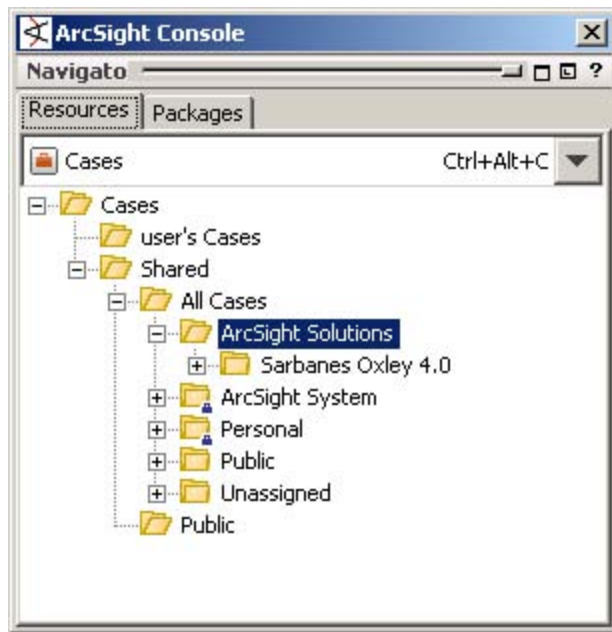 ArcSight Console
Navigato
Resources Packages
Cases Ctrl+Alt+C
Cases
user's Cases
Shared
All Cases
ArcSight Solutions
Sarbanes Oxley 4.0
ArcSight System
Personal
Public
Unassigned
Public